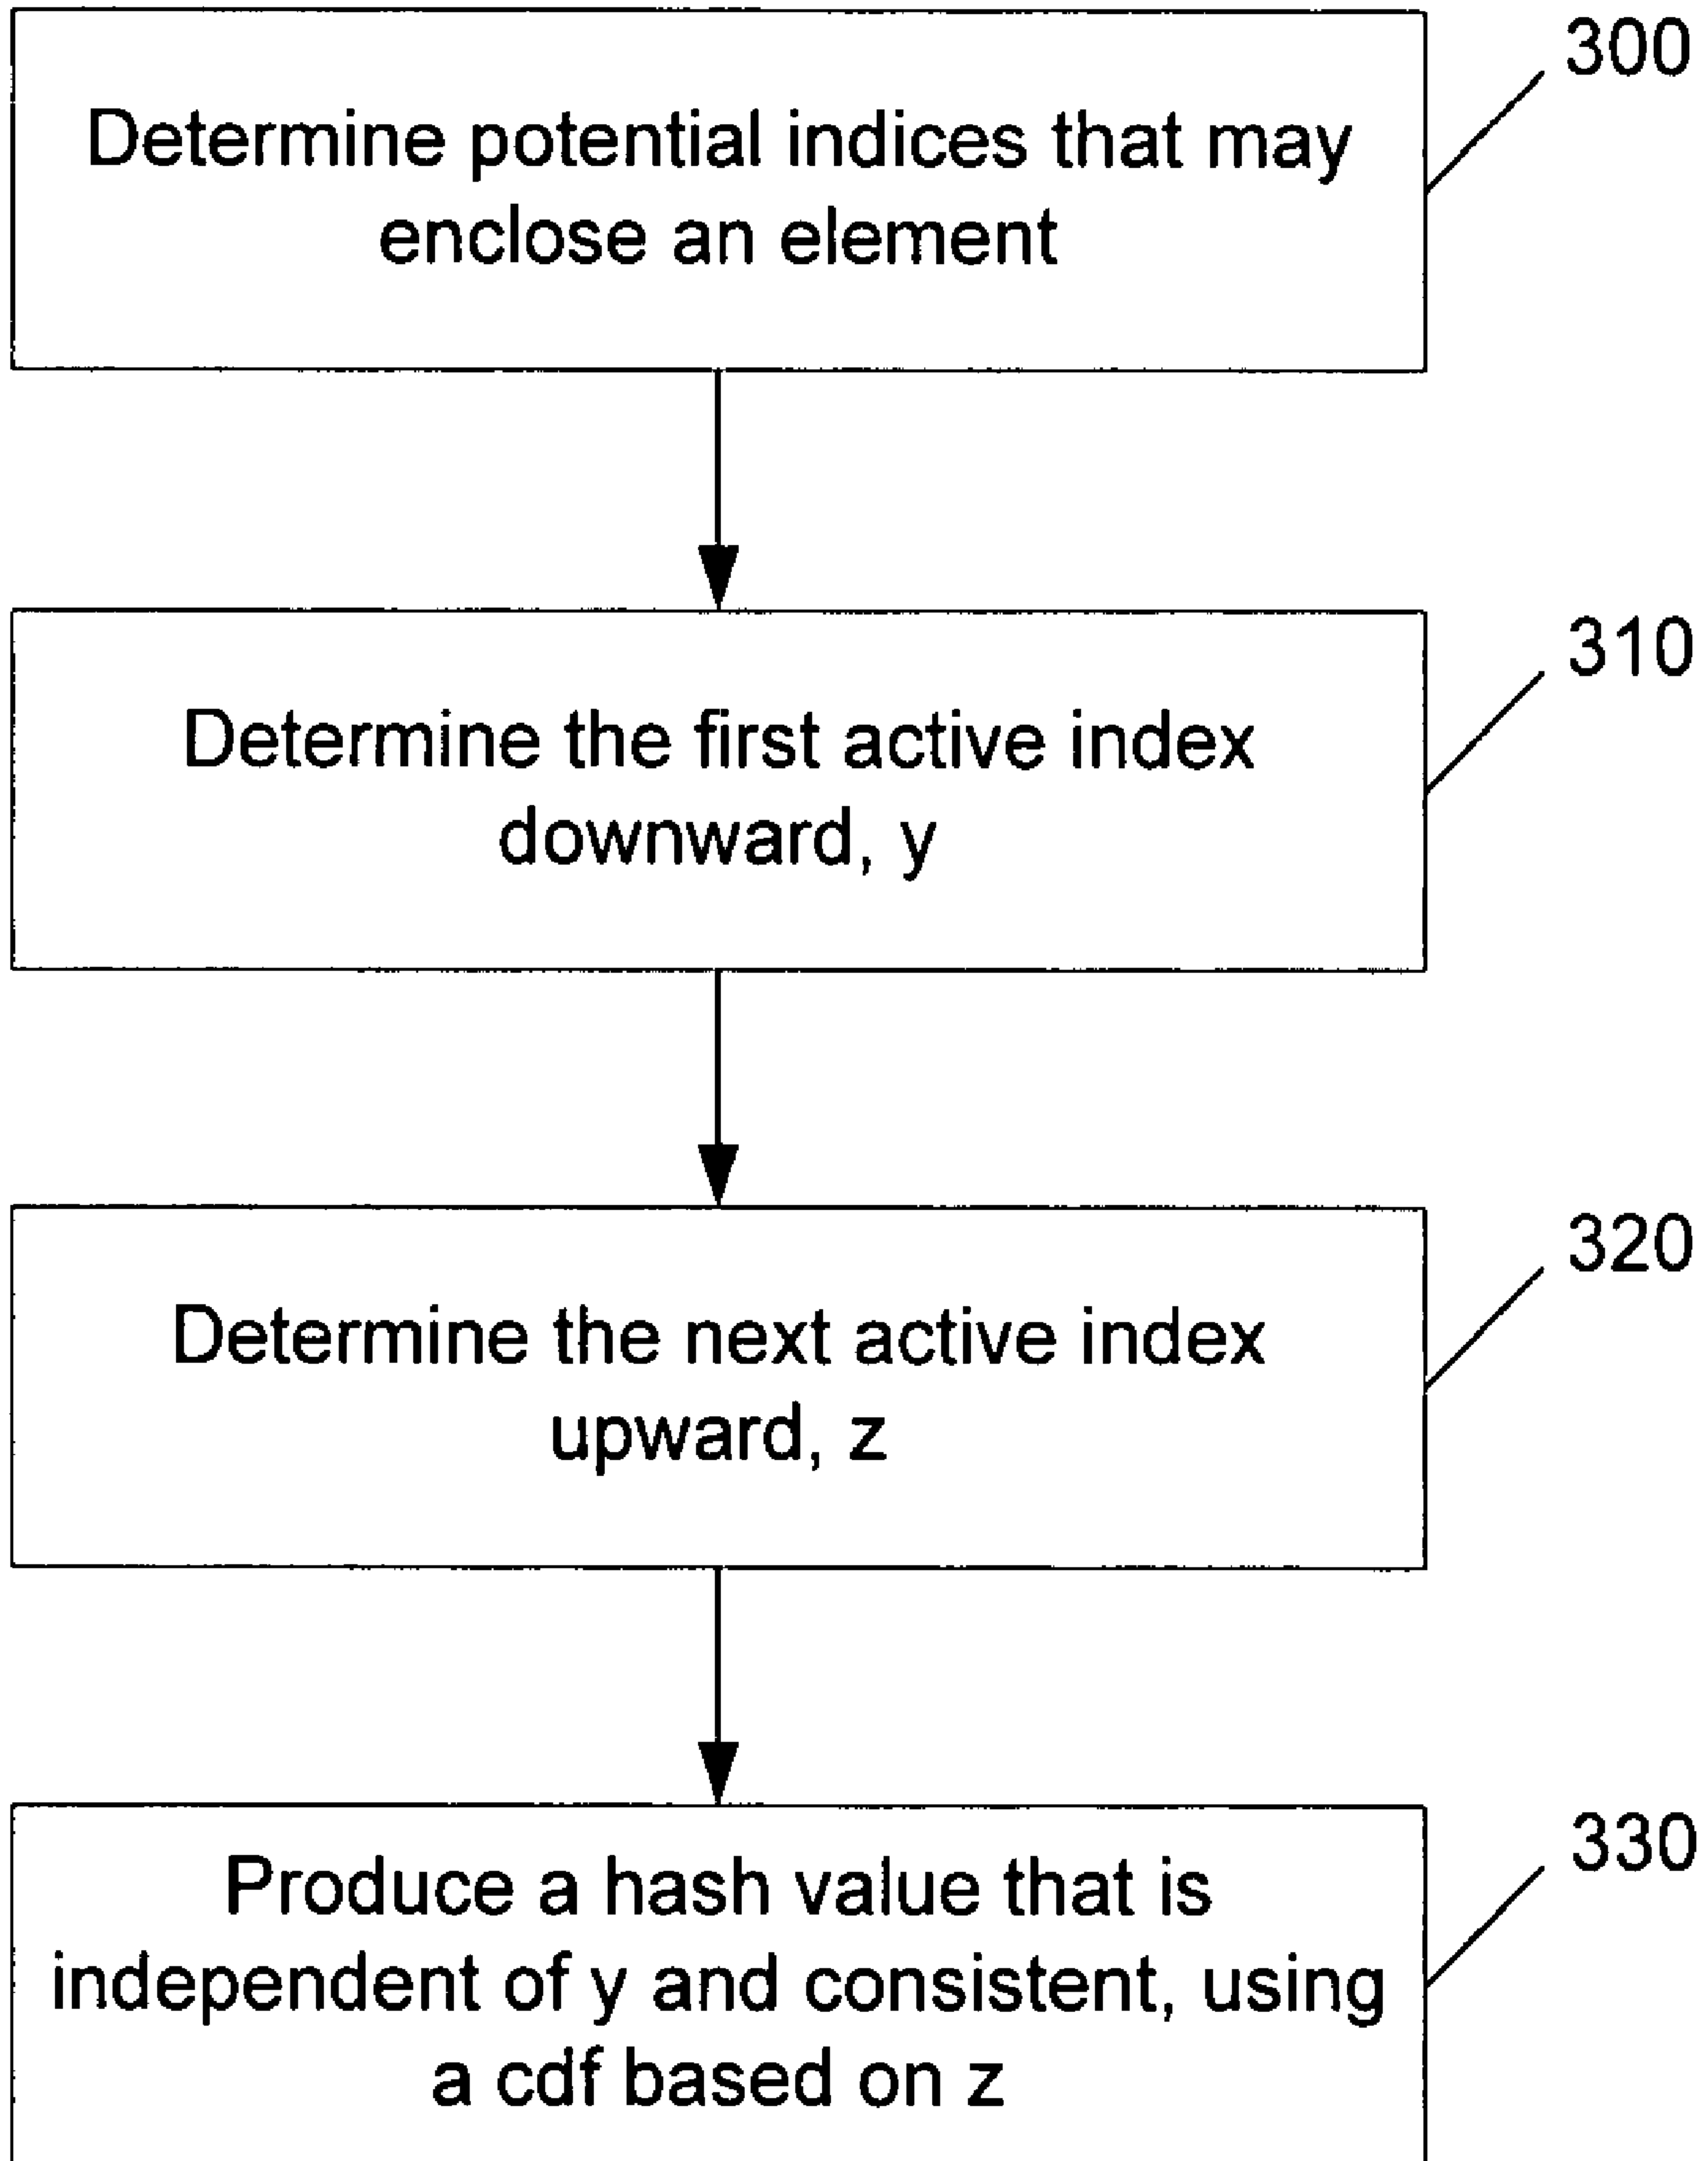 300
Determine potential indices that may
enclose an element
310
Determine the first active index
downward, y
320
Determine the next active index
upward, z
330
Produce a hash value that is
independent of y and consistent, using
a cdf based on z